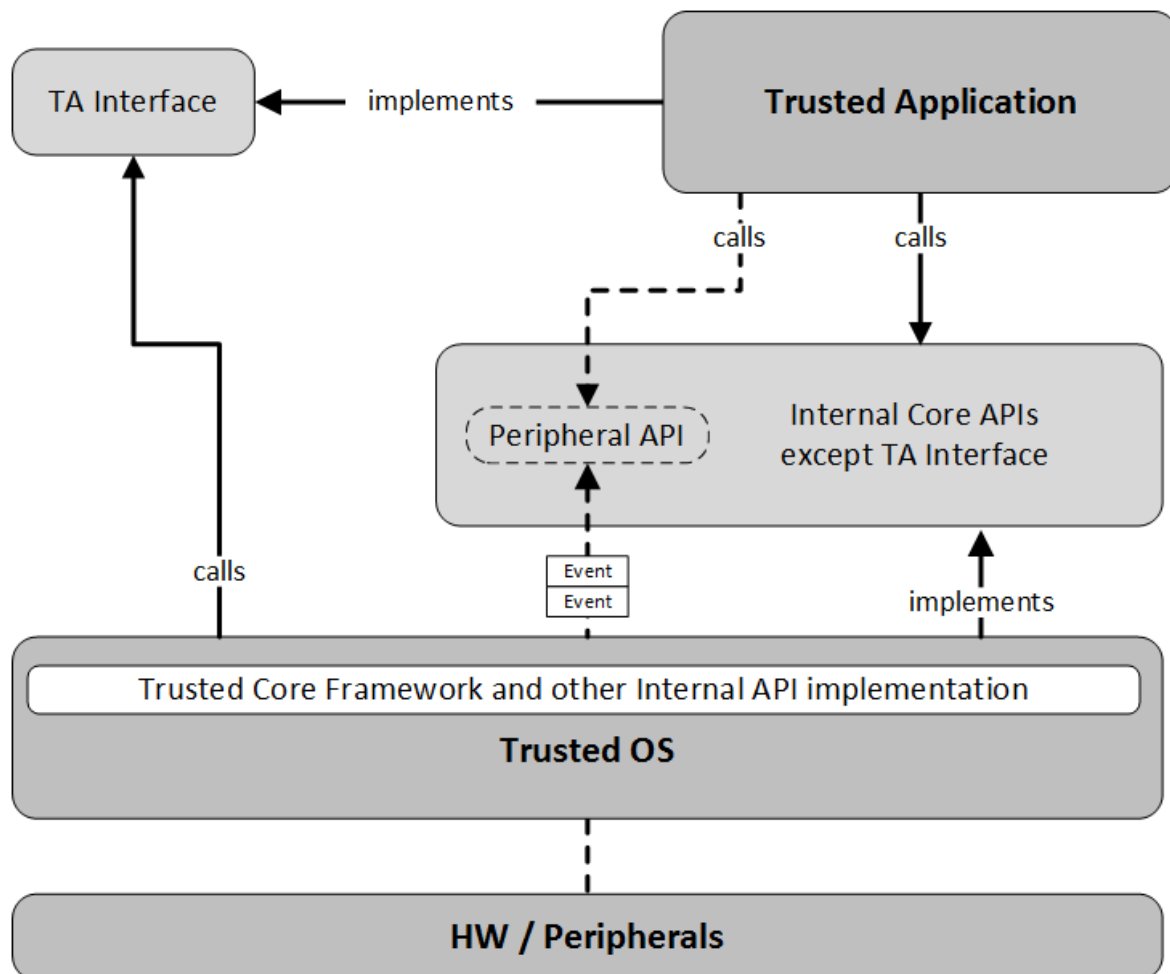 TA Interface
implements
Trusted Application
calls
calls
Peripheral API
Internal Core APIs
except TA Interface
calls
Event
Event
implements
Trusted Core Framework and other Internal API implementation
Trusted OS
HW / Peripherals